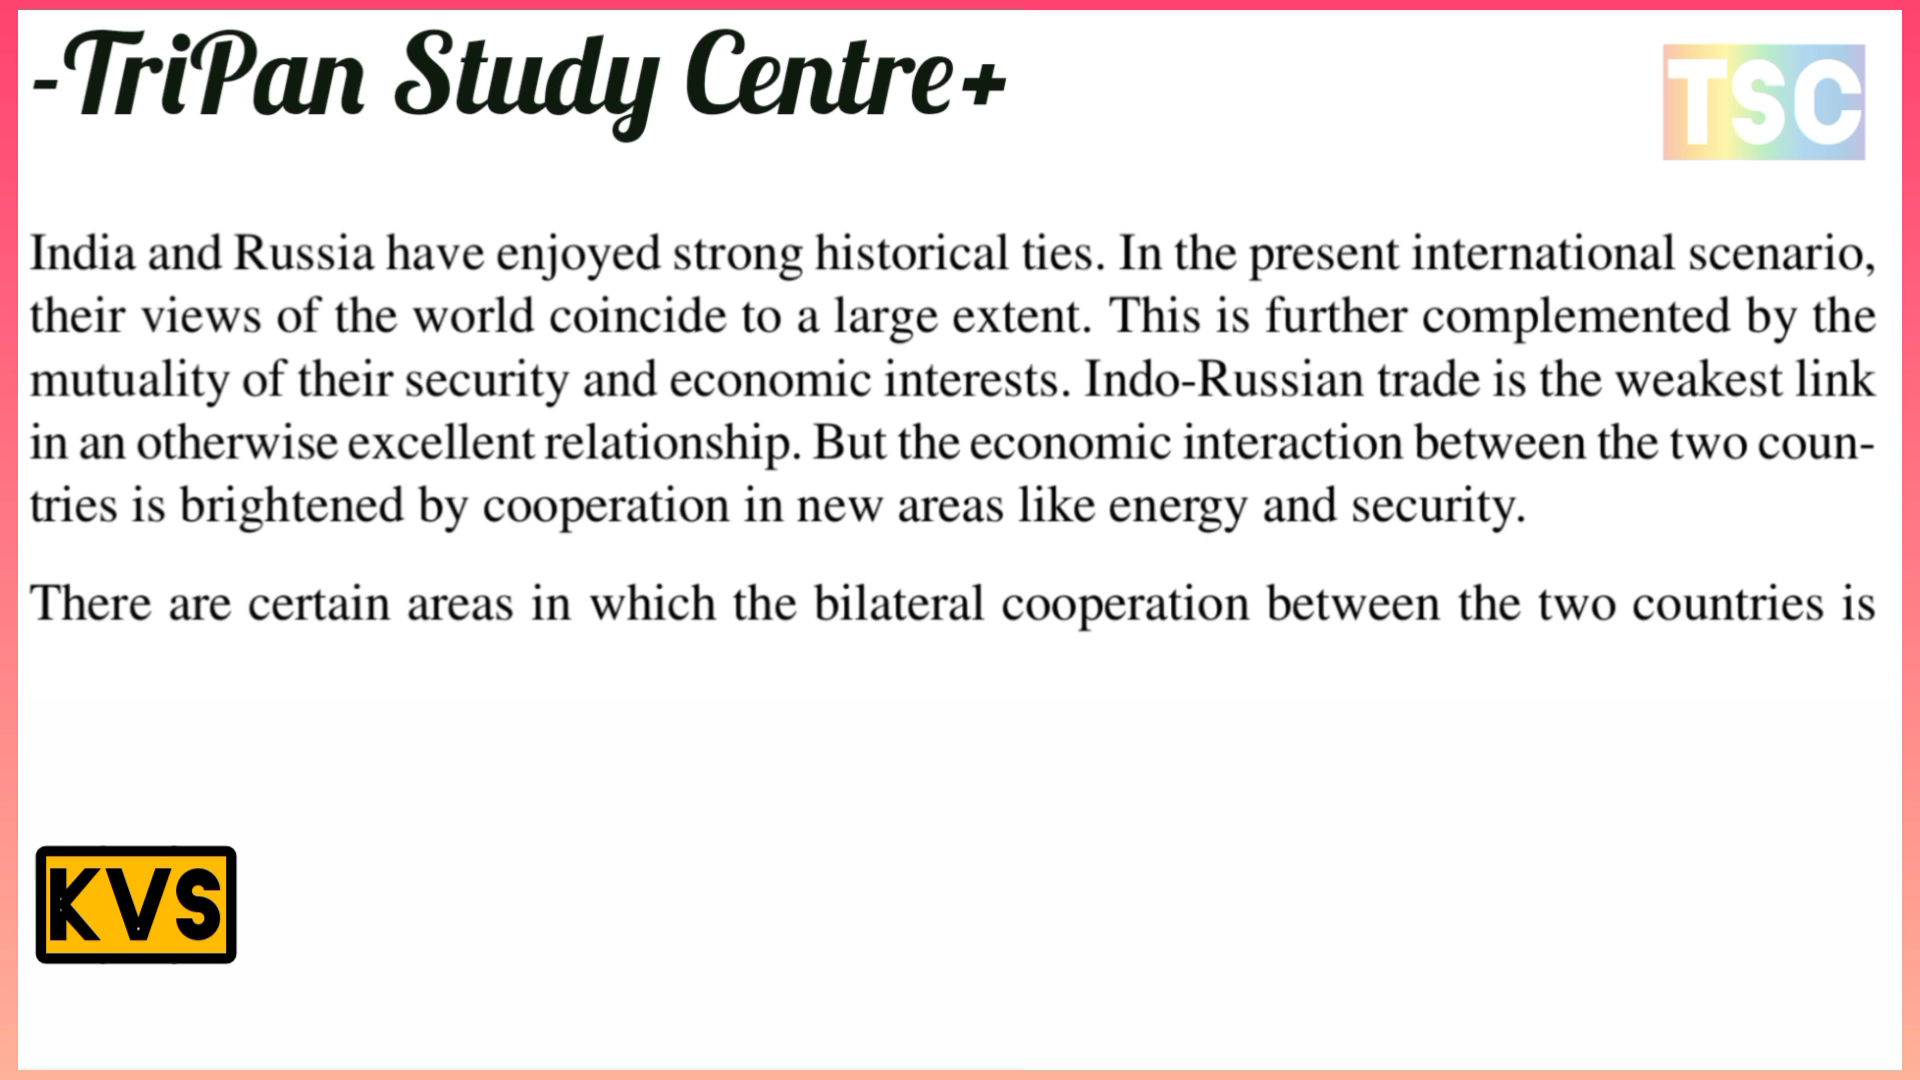 -TriPan Study Centre+
TSC
India and Russia have enjoyed strong historical ties. In the present international scenario,
their views of the world coincide to a large extent. This is further complemented by the
mutuality of their security and economic interests. Indo-Russian trade is the weakest link
in an otherwise excellent relationship. But the economic interaction between the two coun-
tries is brightened by cooperation in new areas like energy and security.
There are certain areas in which the bilateral cooperation between the two countries is
KVS